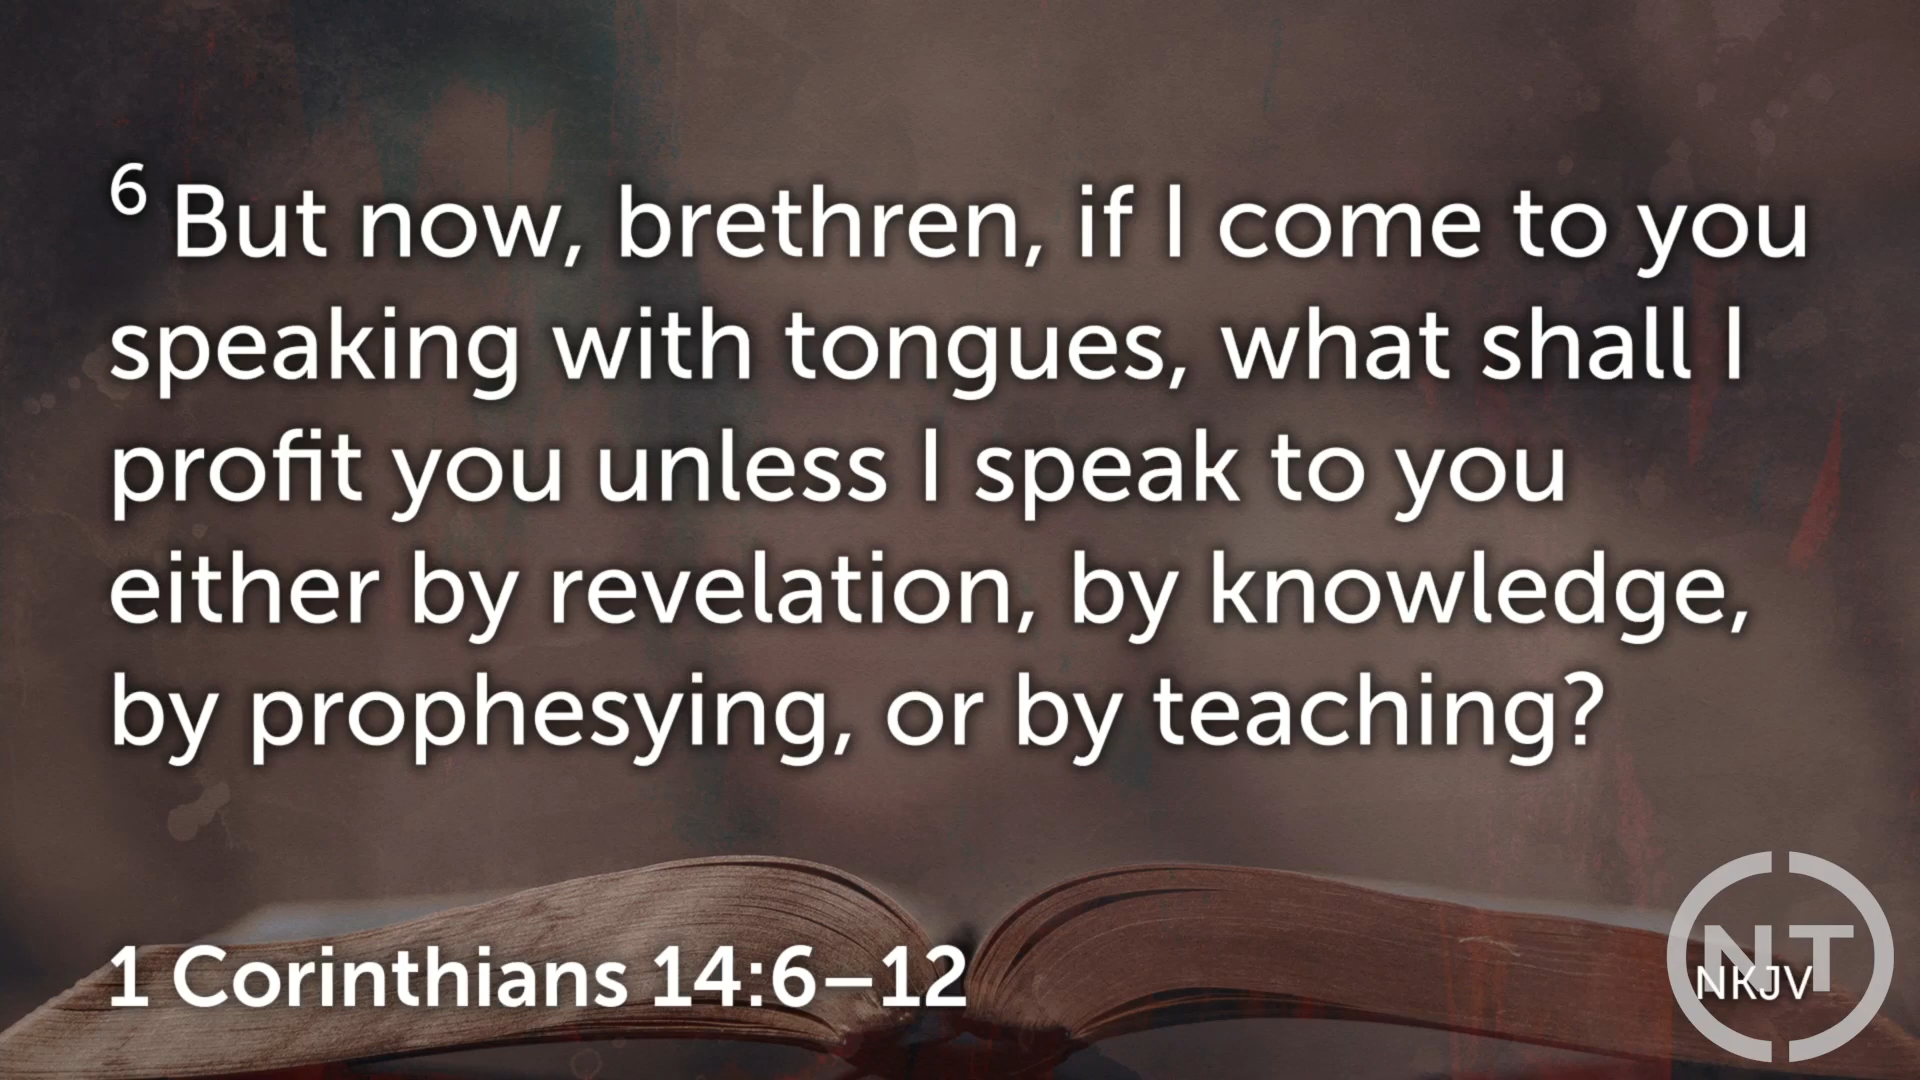 6 But now, brethren, if I come to you
speaking with tongues, what shall I
profit you unless I speak to you
either by revelation, by knowledge,
by prophesying, or by teaching?
1 Corinthians 14:6–12
NT
NKJV